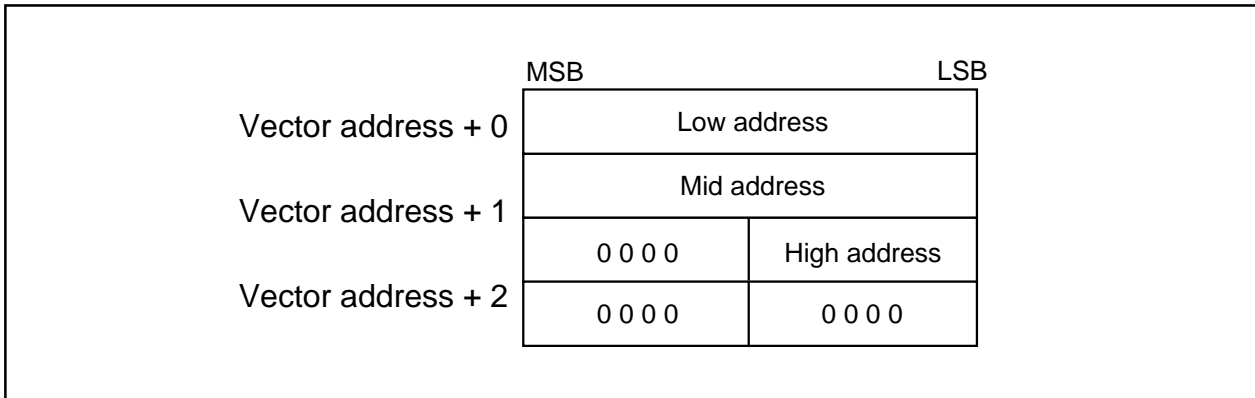 MSB LSB
Vector address + 0 Low address
Mid address
Vector address + 1
0 0 0 0 High address
Vector address + 2
0 0 0 0 0 0 0 0